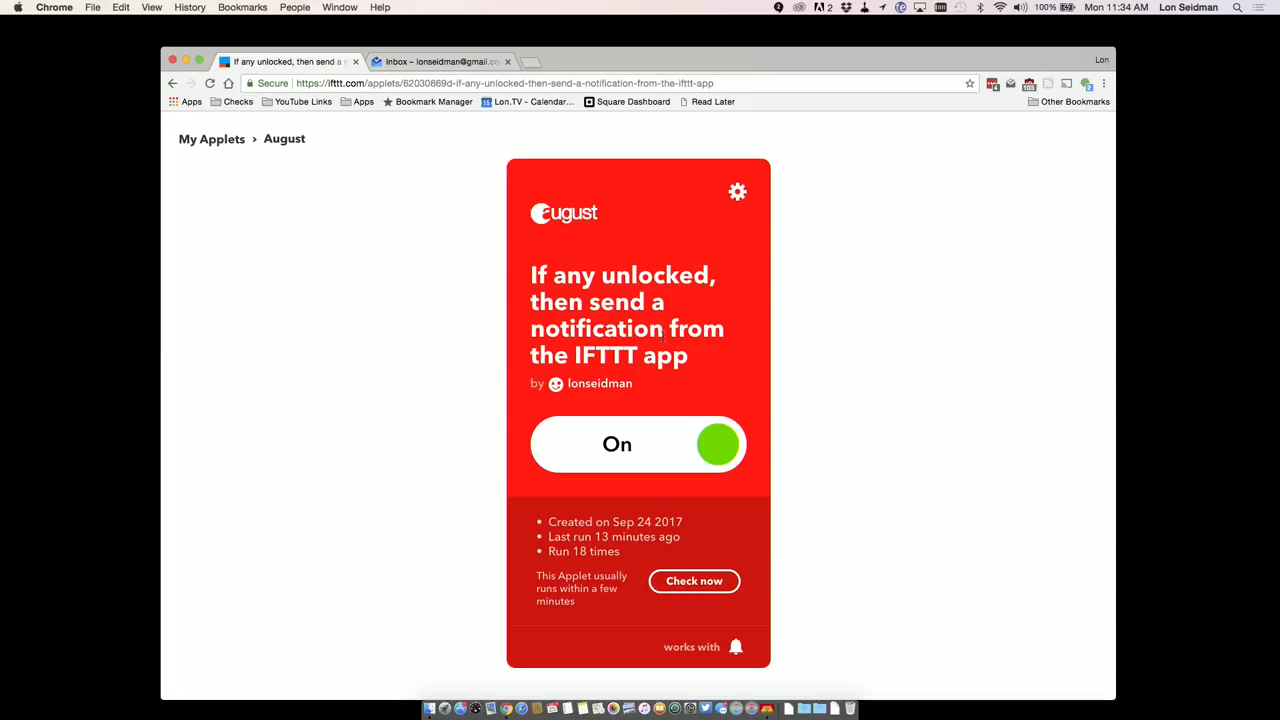 Chrome File Edit View History Bookmarks People Window Help
2 100% Mon 11:34 AM Lon Seidman
If any unlocked, then send a n
Inbox – lonseidman@gmail.co
Lon
Secure https://ifttt.com/applets/62030869d-if-any-unlocked-then-send-a-notification-from-the-ifttt-app
Apps Checks YouTube Links Apps Bookmark Manager Lon.TV - Calendar... Square Dashboard Read Later Other Bookmarks
My Applets › August
august
If any unlocked,
then send a
notification from
the IFTTT app
by lonseidman
On
• Created on Sep 24 2017
• Last run 13 minutes ago
• Run 18 times
This Applet usually
runs within a few
minutes
Check now
works with